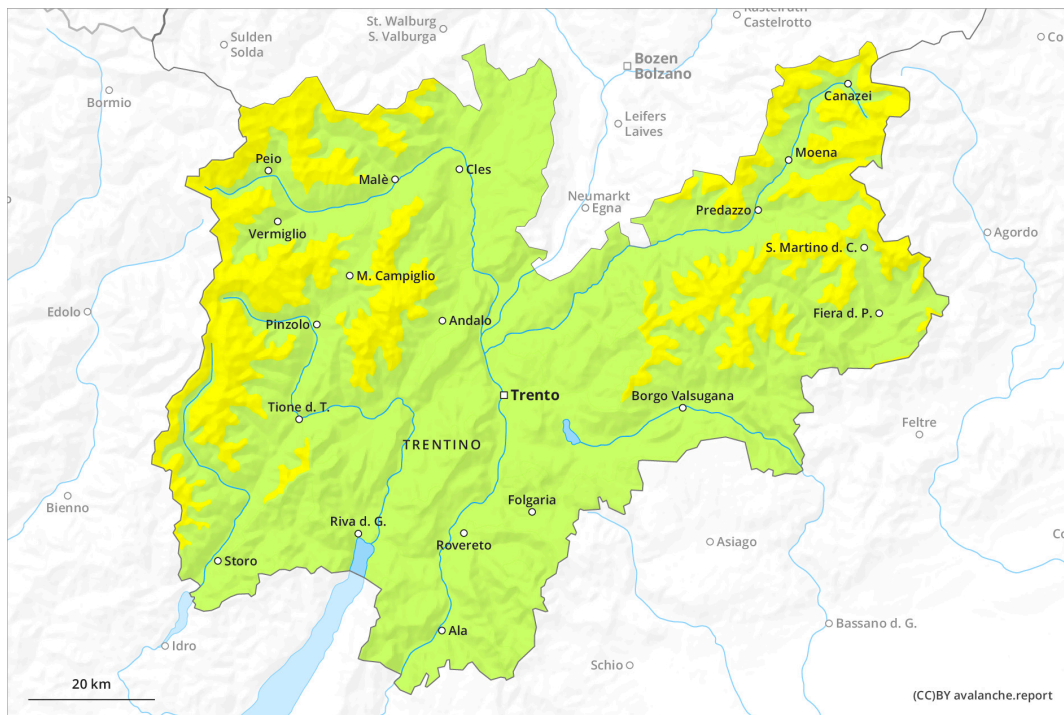 Kastelruth
Castelrotto
St. Walburg
S. Valburga
Sulden
Solda
Bozen
Bolzano
Bormio
Canazei
Leifers
Laives
Moena
Peio
Malè
Cles
Neumarkt
Egna
Predazzo
Vermiglio
Agordo
S. Martino d. C.
M. Campiglio
Edolo
Pinzolo
Andalo
Fiera d. P.
Trento
Borgo Valsugana
Tione d. T.
Feltre
TRENTINO
Bienno
Folgaria
Riva d. G.
Rovereto
Asiago
Storo
Ala
Bassano d. G.
Idro
Schio
20 km
(CC)BY avalanche.report